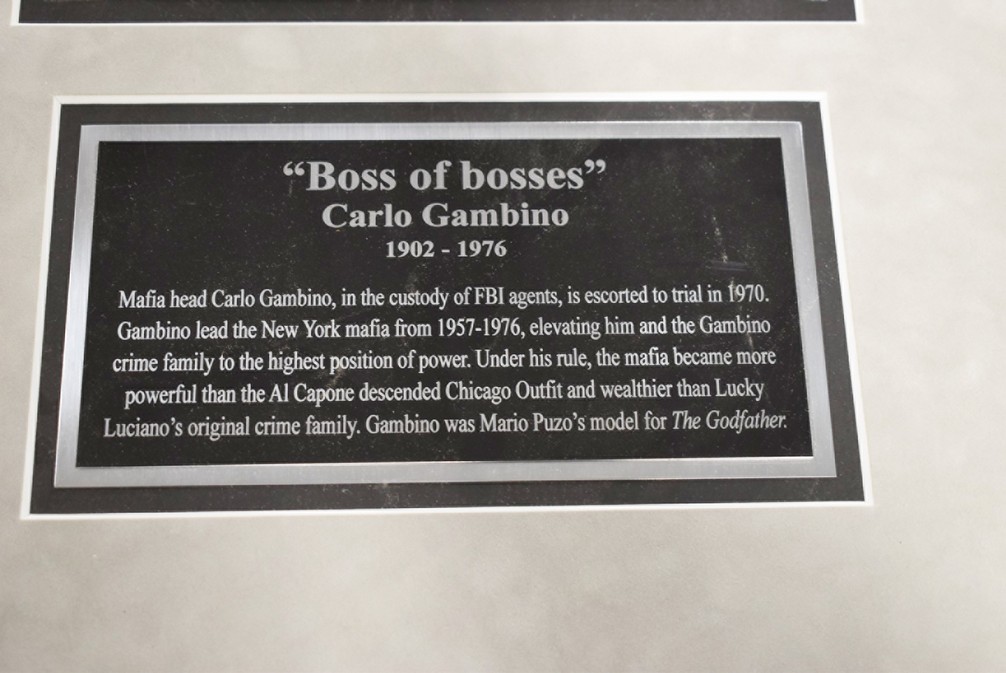 “Boss of bosses”
Carlo Gambino
1902 - 1976
Mafia head Carlo Gambino, in the custody of FBI agents, is escorted to trial in 1970.
Gambino lead the New York mafia from 1957-1976, elevating him and the Gambino
crime family to the highest position of power. Under his rule, the mafia became more
powerful than the Al Capone descended Chicago Outfit and wealthier than Lucky
Luciano’s original crime family. Gambino was Mario Puzo’s model for The Godfather.